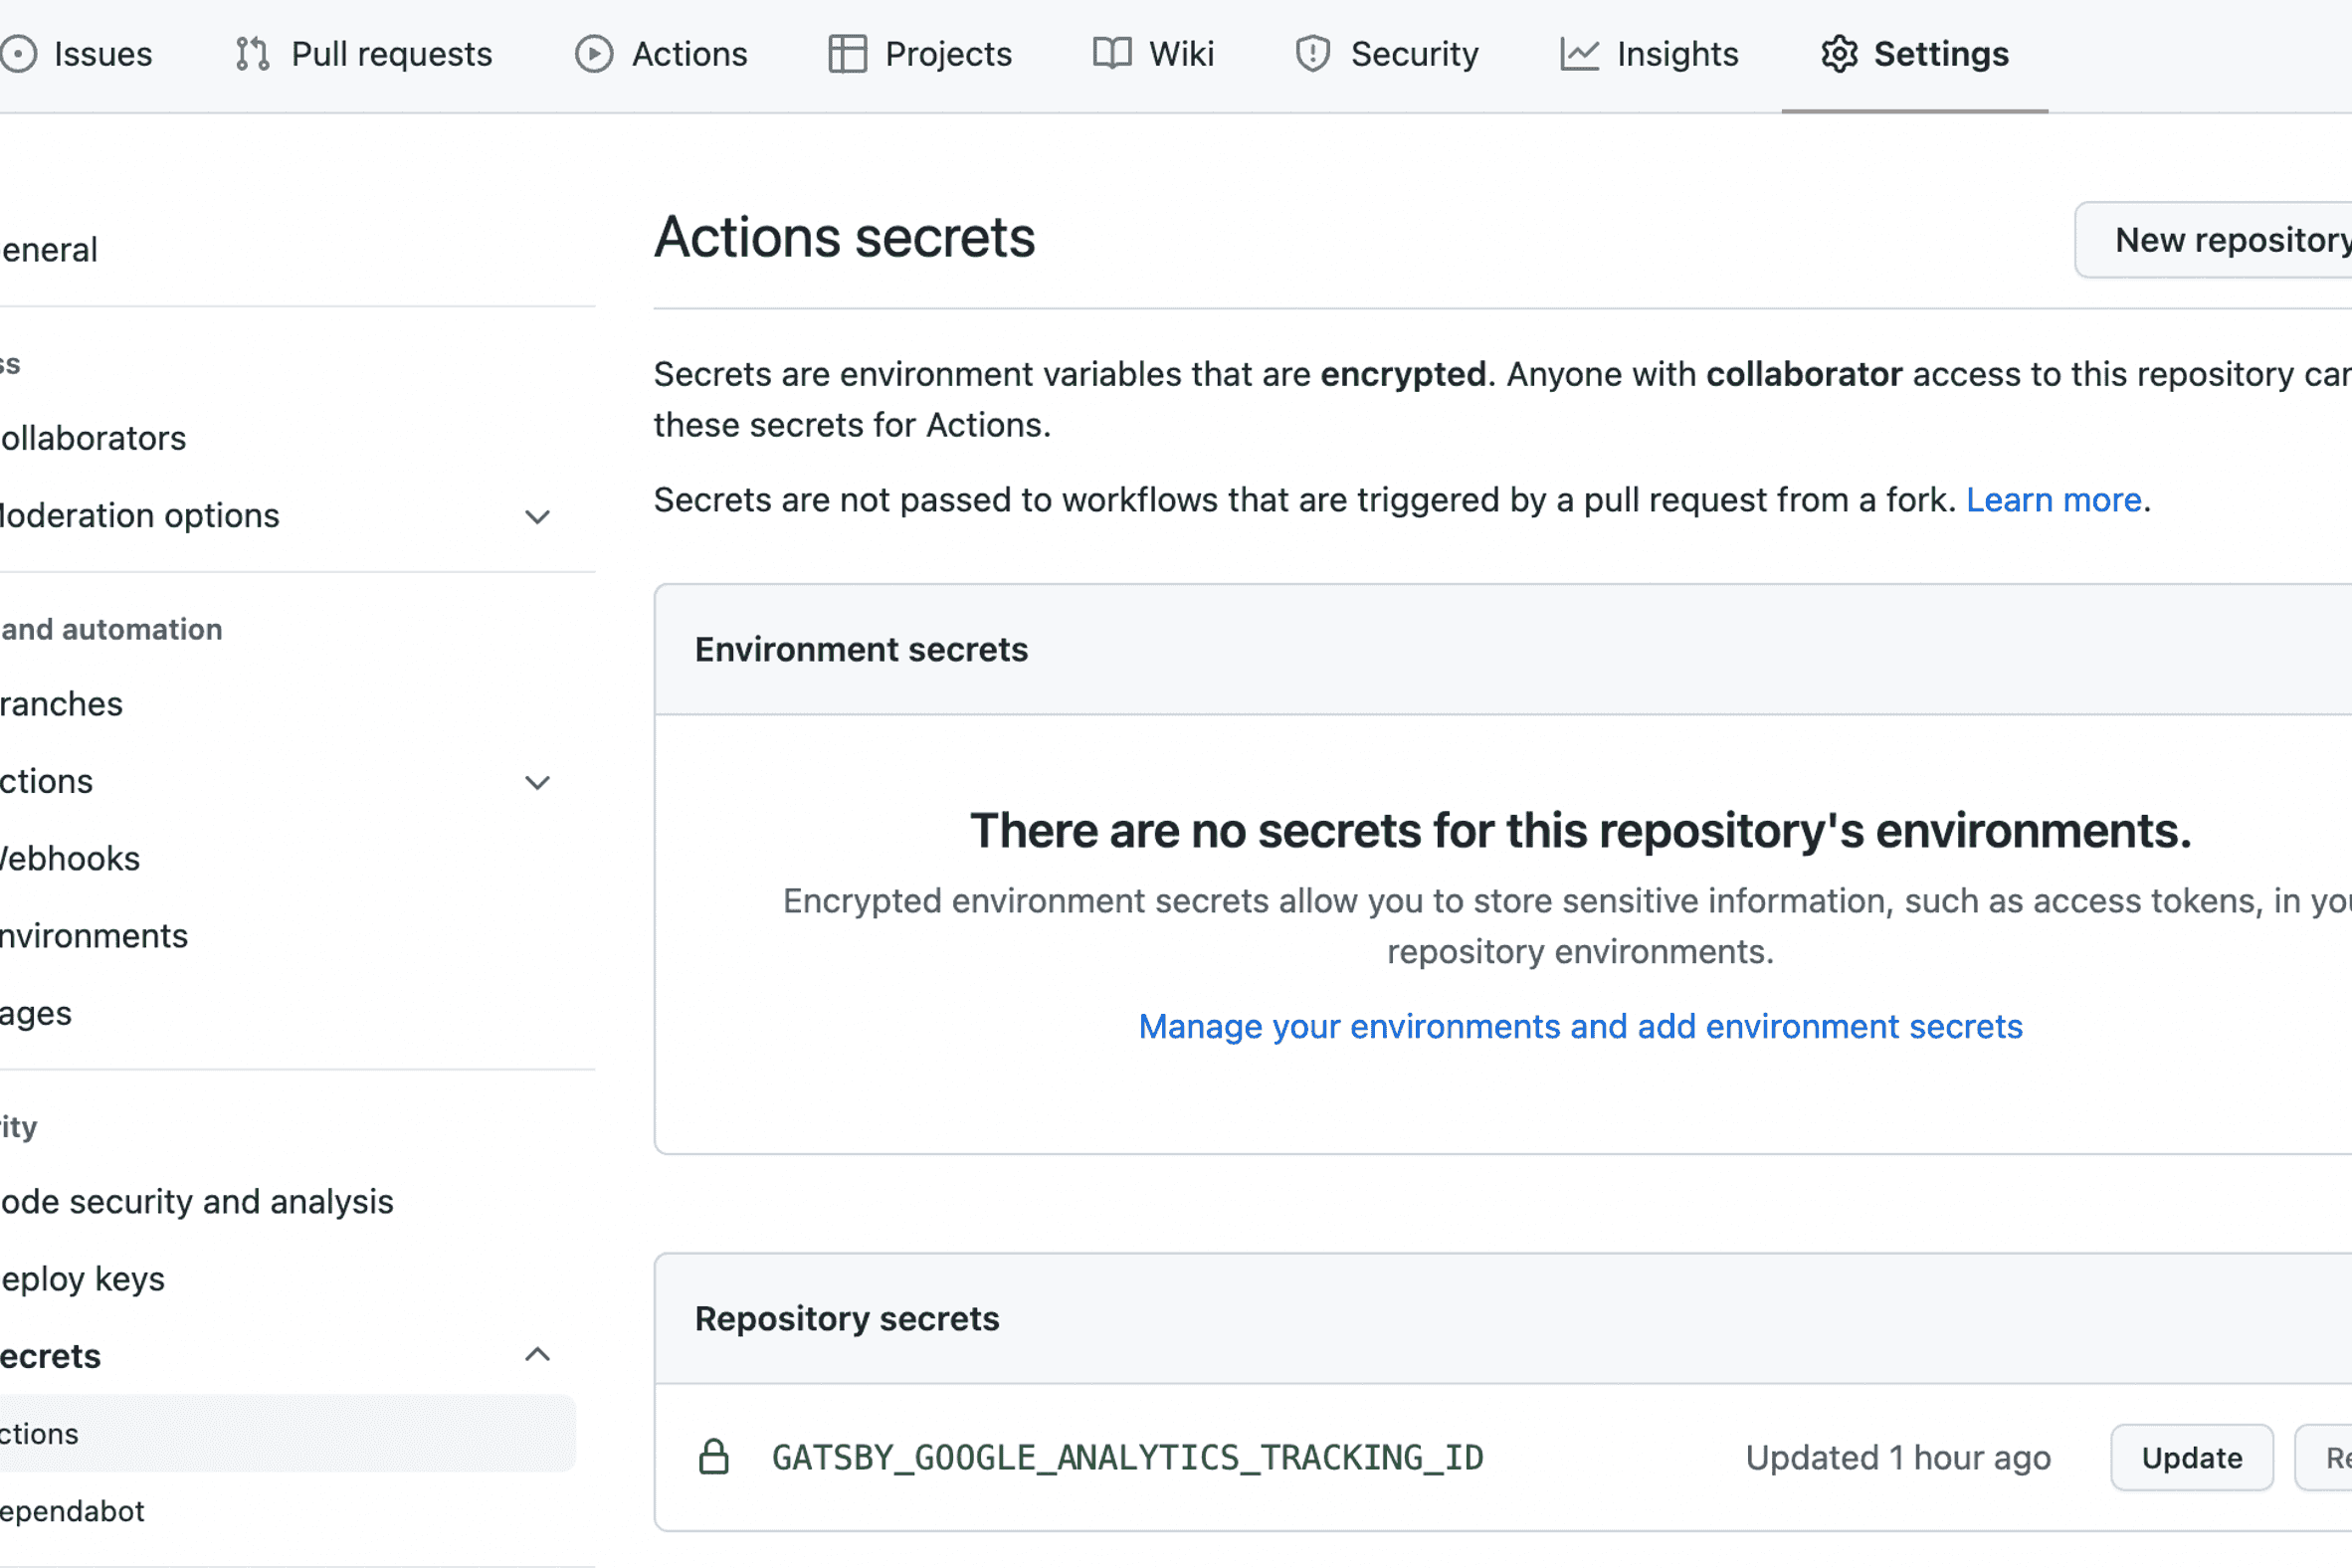 Issues Pull requests Actions Projects Wiki Security Insights Settings
Actions secrets
New repository
eneral
Secrets are environment variables that are encrypted. Anyone with collaborator access to this repository can
these secrets for Actions.
Secrets are not passed to workflows that are triggered by a pull request from a fork. Learn more.
ss
ollaborators
Moderation options
and automation
ranches
ctions
Webhooks
nvironments
ages
Environment secrets
There are no secrets for this repository's environments.
Encrypted environment secrets allow you to store sensitive information, such as access tokens, in you
repository environments.
Manage your environments and add environment secrets
rity
ode security and analysis
eploy keys
ecrets
ctions
ependabot
Repository secrets
GATSBY_GOOGLE_ANALYTICS_TRACKING_ID Updated 1 hour ago Update Re